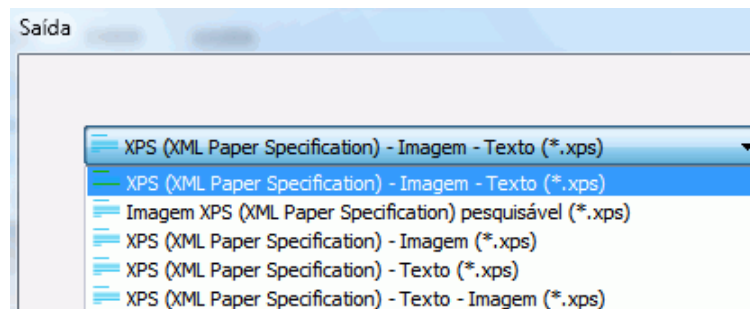 Saída
XPS (XML Paper Specification) - Imagem - Texto (*.xps)
XPS (XML Paper Specification) - Imagem - Texto (*.xps)
Imagem XPS (XML Paper Specification) pesquisável (*.xps)
XPS (XML Paper Specification) - Imagem (*.xps)
XPS (XML Paper Specification) - Texto (*.xps)
XPS (XML Paper Specification) - Texto - Imagem (*.xps)